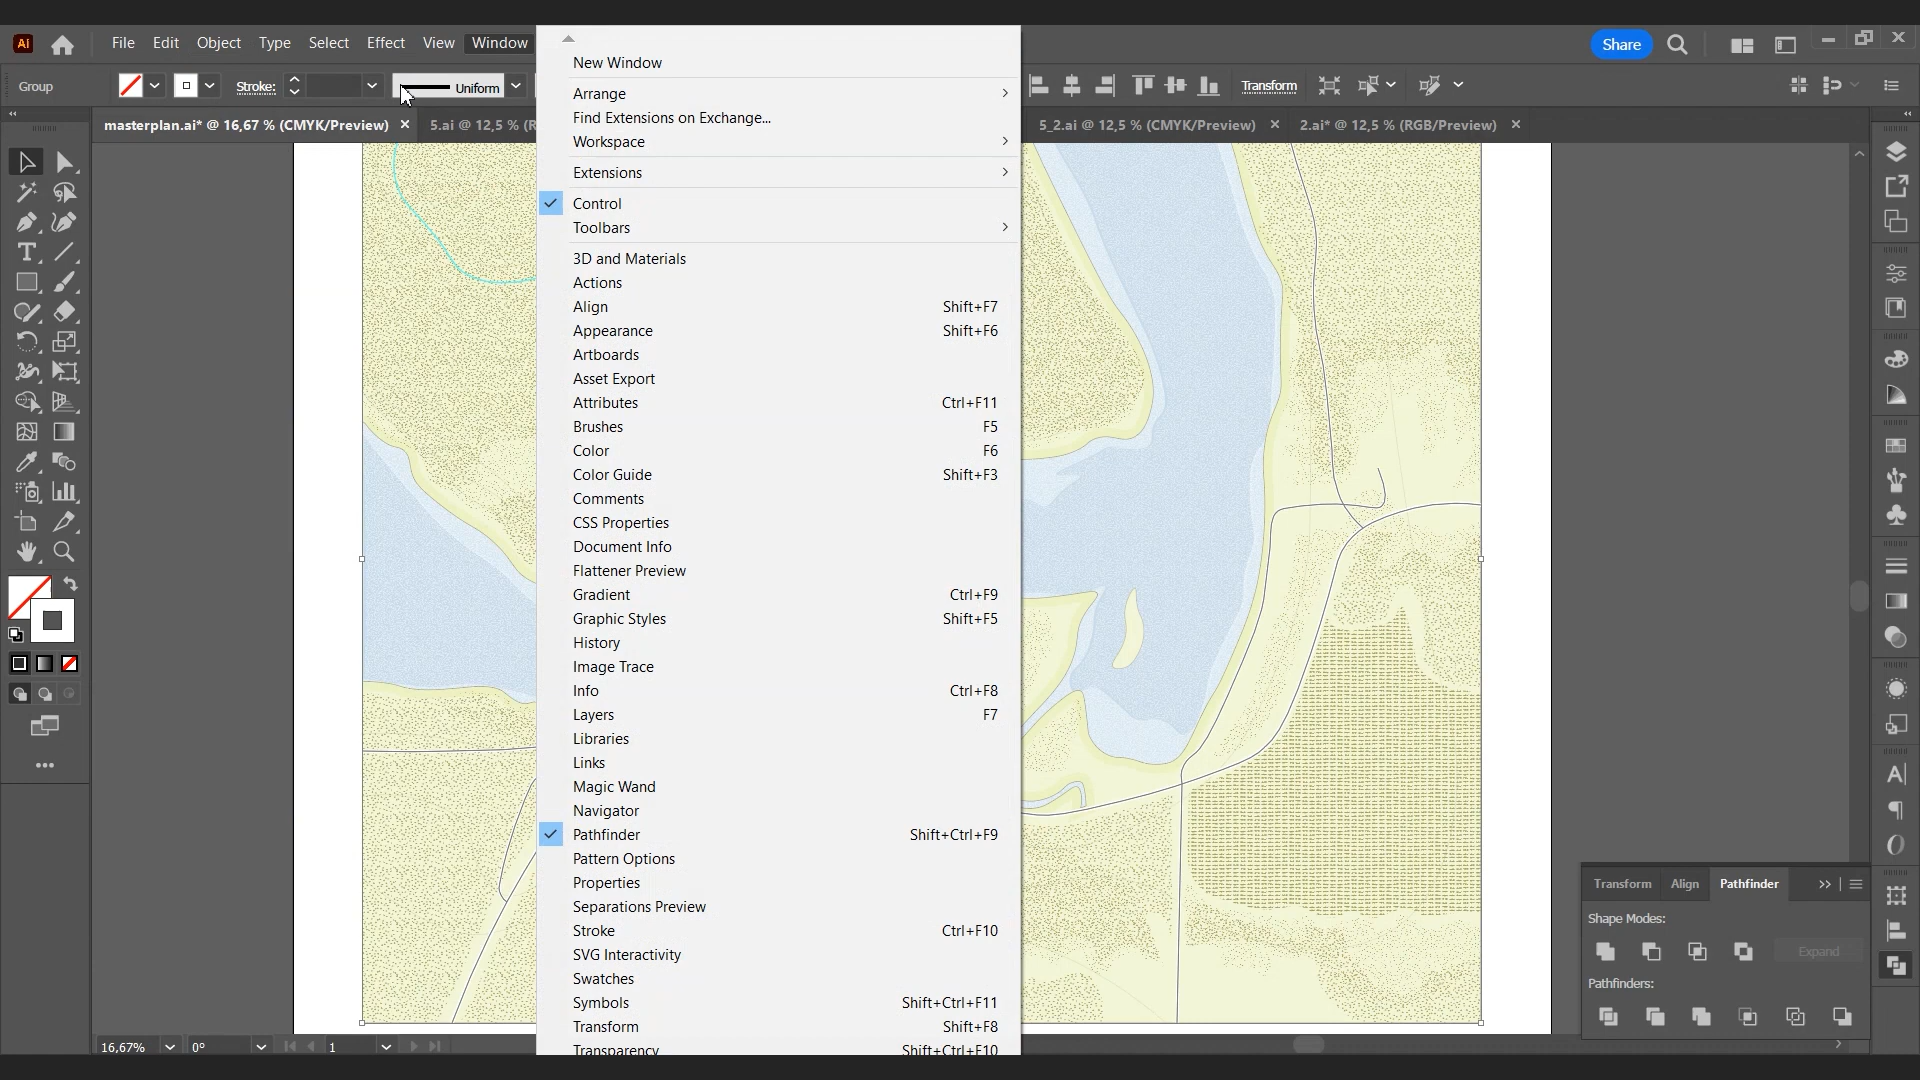 Ai
File Edit Object Type Select Effect View Window
Share
Group
Stroke:
Uniform
Transform
masterplan.ai* @ 16,67 % (CMYK/Preview) × 5.ai @ 12,5 % (R
5_2.ai @ 12,5 % (CMYK/Preview) × 2.ai* @ 12,5 % (RGB/Preview) ×
New Window
Arrange
Find Extensions on Exchange...
Workspace
Extensions
Control
Toolbars
3D and Materials
Actions
Align Shift+F7
Appearance Shift+F6
Artboards
Asset Export
Attributes Ctrl+F11
Brushes F5
Color F6
Color Guide Shift+F3
Comments
CSS Properties
Document Info
Flattener Preview
Gradient Ctrl+F9
Graphic Styles Shift+F5
History
Image Trace
Info Ctrl+F8
Layers F7
Libraries
Links
Magic Wand
Navigator
Pathfinder Shift+Ctrl+F9
Pattern Options
Properties
Separations Preview
Stroke Ctrl+F10
SVG Interactivity
Swatches
Symbols Shift+Ctrl+F11
Transform Shift+F8
Transparency Shift+Ctrl+F10
Transform Align Pathfinder
Shape Modes:
Expand
Pathfinders:
16,67% 0° 1